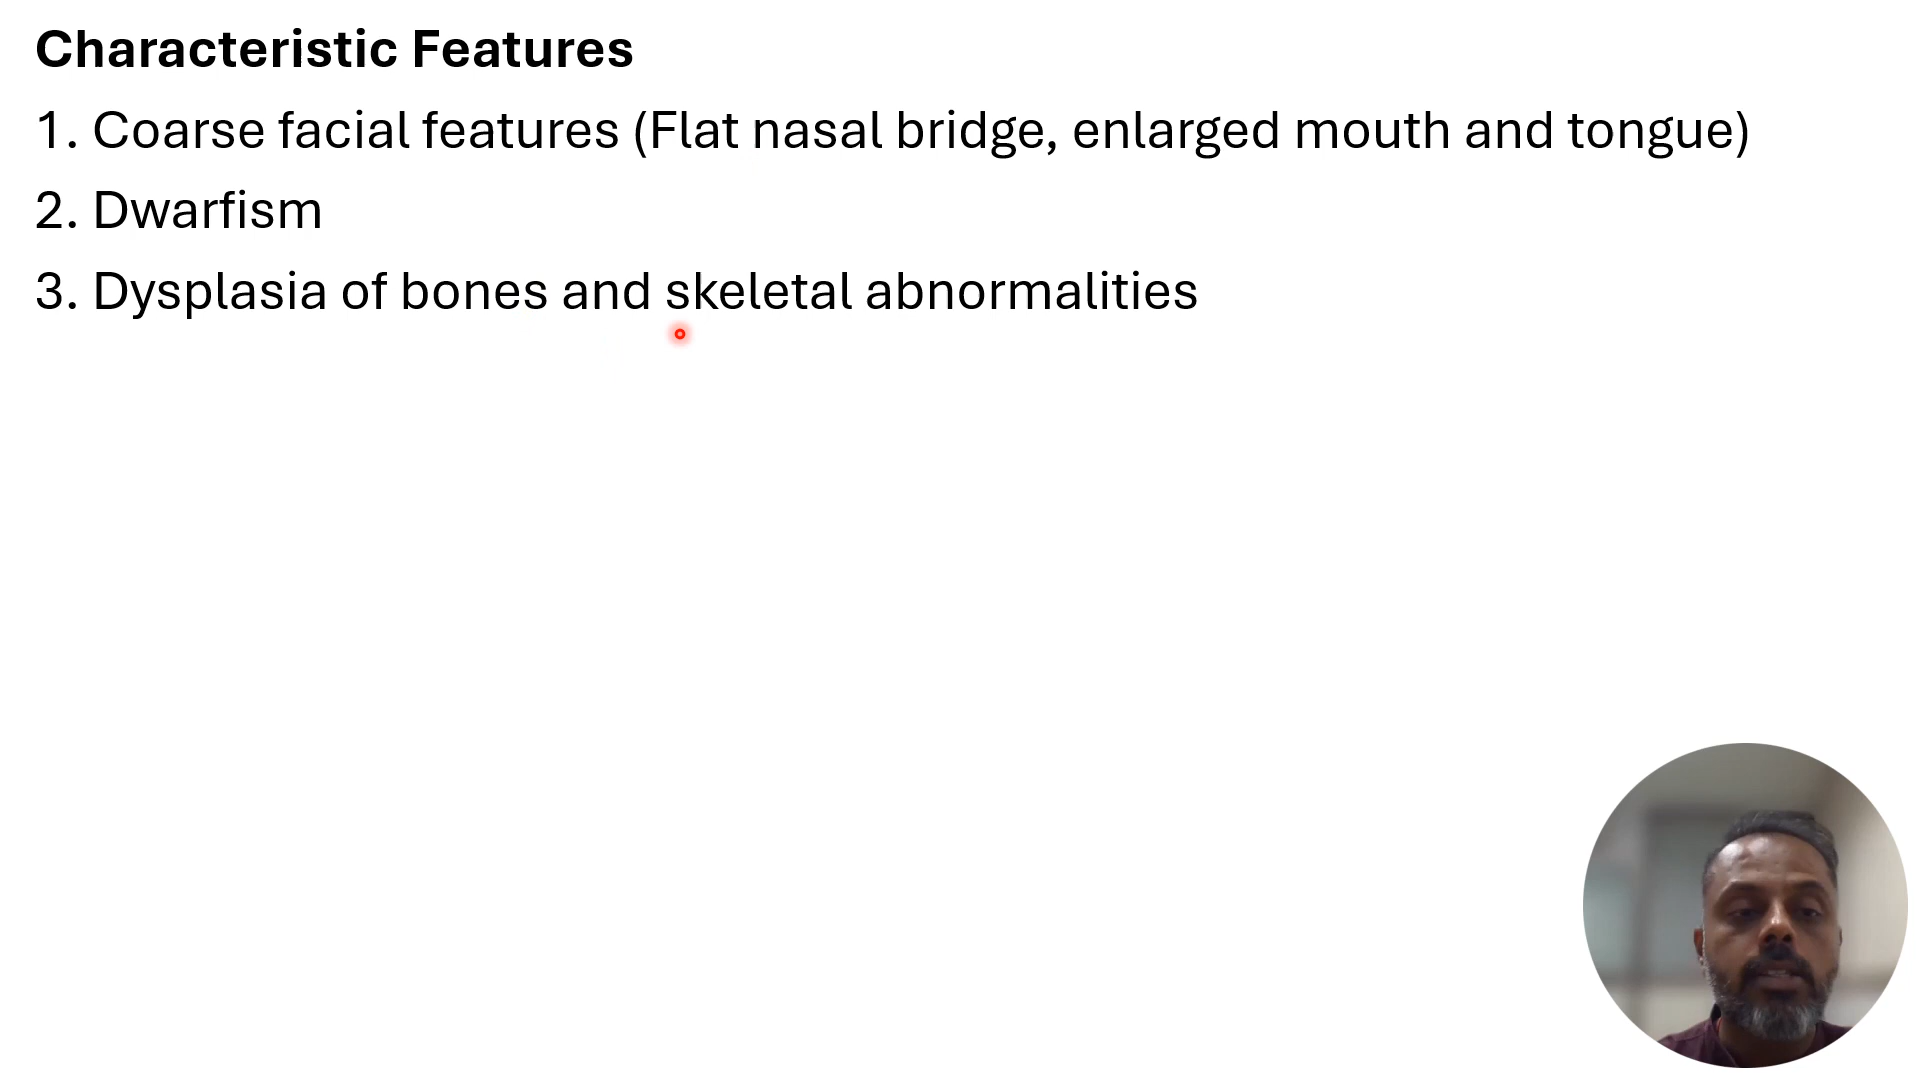 Characteristic Features
1. Coarse facial features (Flat nasal bridge, enlarged mouth and tongue)
2. Dwarfism
3. Dysplasia of bones and skeletal abnormalities